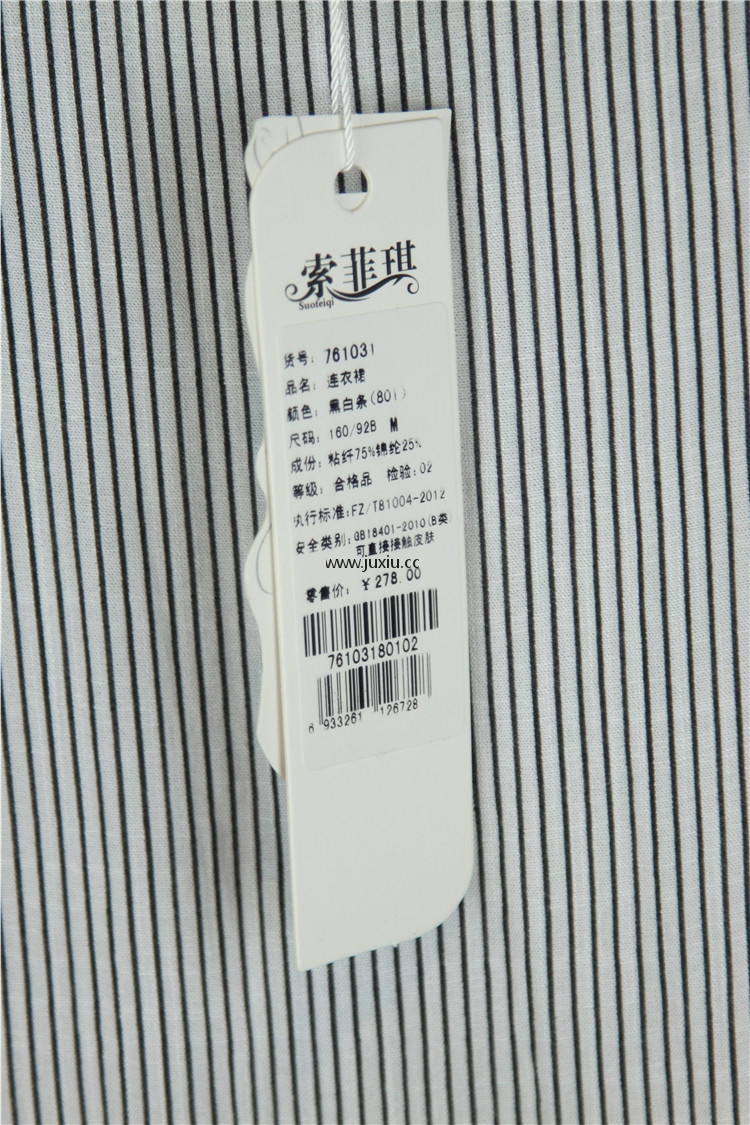 索菲琪
Suofeiqi
货号：761031
品名：连衣裙
颜色：黑白条(801)
尺码：160/92B M
成份：粘纤75%锦纶25%
等级：合格品 检验：02
执行标准：FZ/T81004-2012
安全类别：GB18401-2010(B类)
可直接接触皮肤
www.juxiu.cc
零售价：￥278.00
76103180102
6 933261 126728